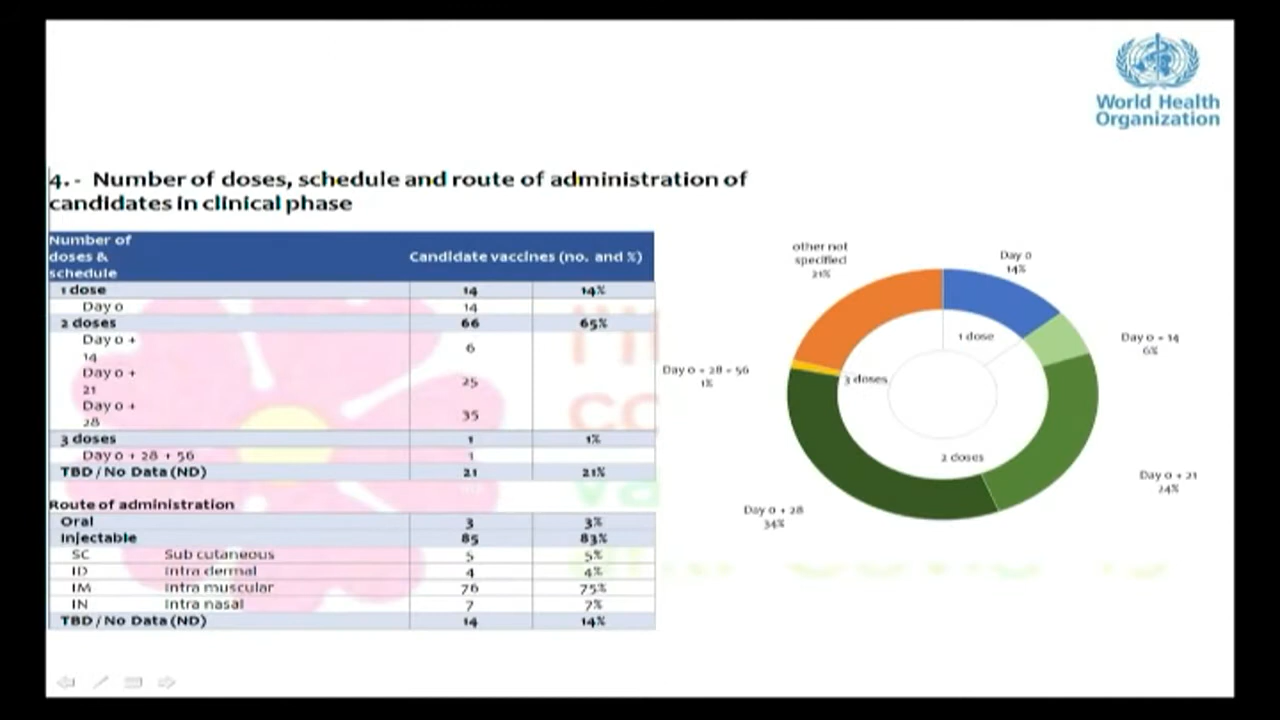 World Health
Organization
4. - Number of doses, schedule and route of administration of
candidates in clinical phase
Number of
doses &
schedule
Candidate vaccines (no. and %)
1 dose 14 14%
Day 0 14
2 doses 66 65%
Day 0 +
14
6
Day 0 +
21
25
Day 0 +
28
35
3 doses 1 1%
Day 0 + 28 + 56 1
TBD / No Data (ND) 21 21%
Route of administration
Oral 3 3%
Injectable 85 83%
SC Sub cutaneous 5 5%
ID Intra dermal 4 4%
IM Intra muscular 76 75%
IN Intra nasal 7 7%
TBD / No Data (ND) 14 14%
other not
specified
21%
Day 0
14%
1 dose
Day 0 + 14
6%
Day 0 + 28 + 56
1%
3 doses
2 doses
Day 0 + 21
24%
Day 0 + 28
34%